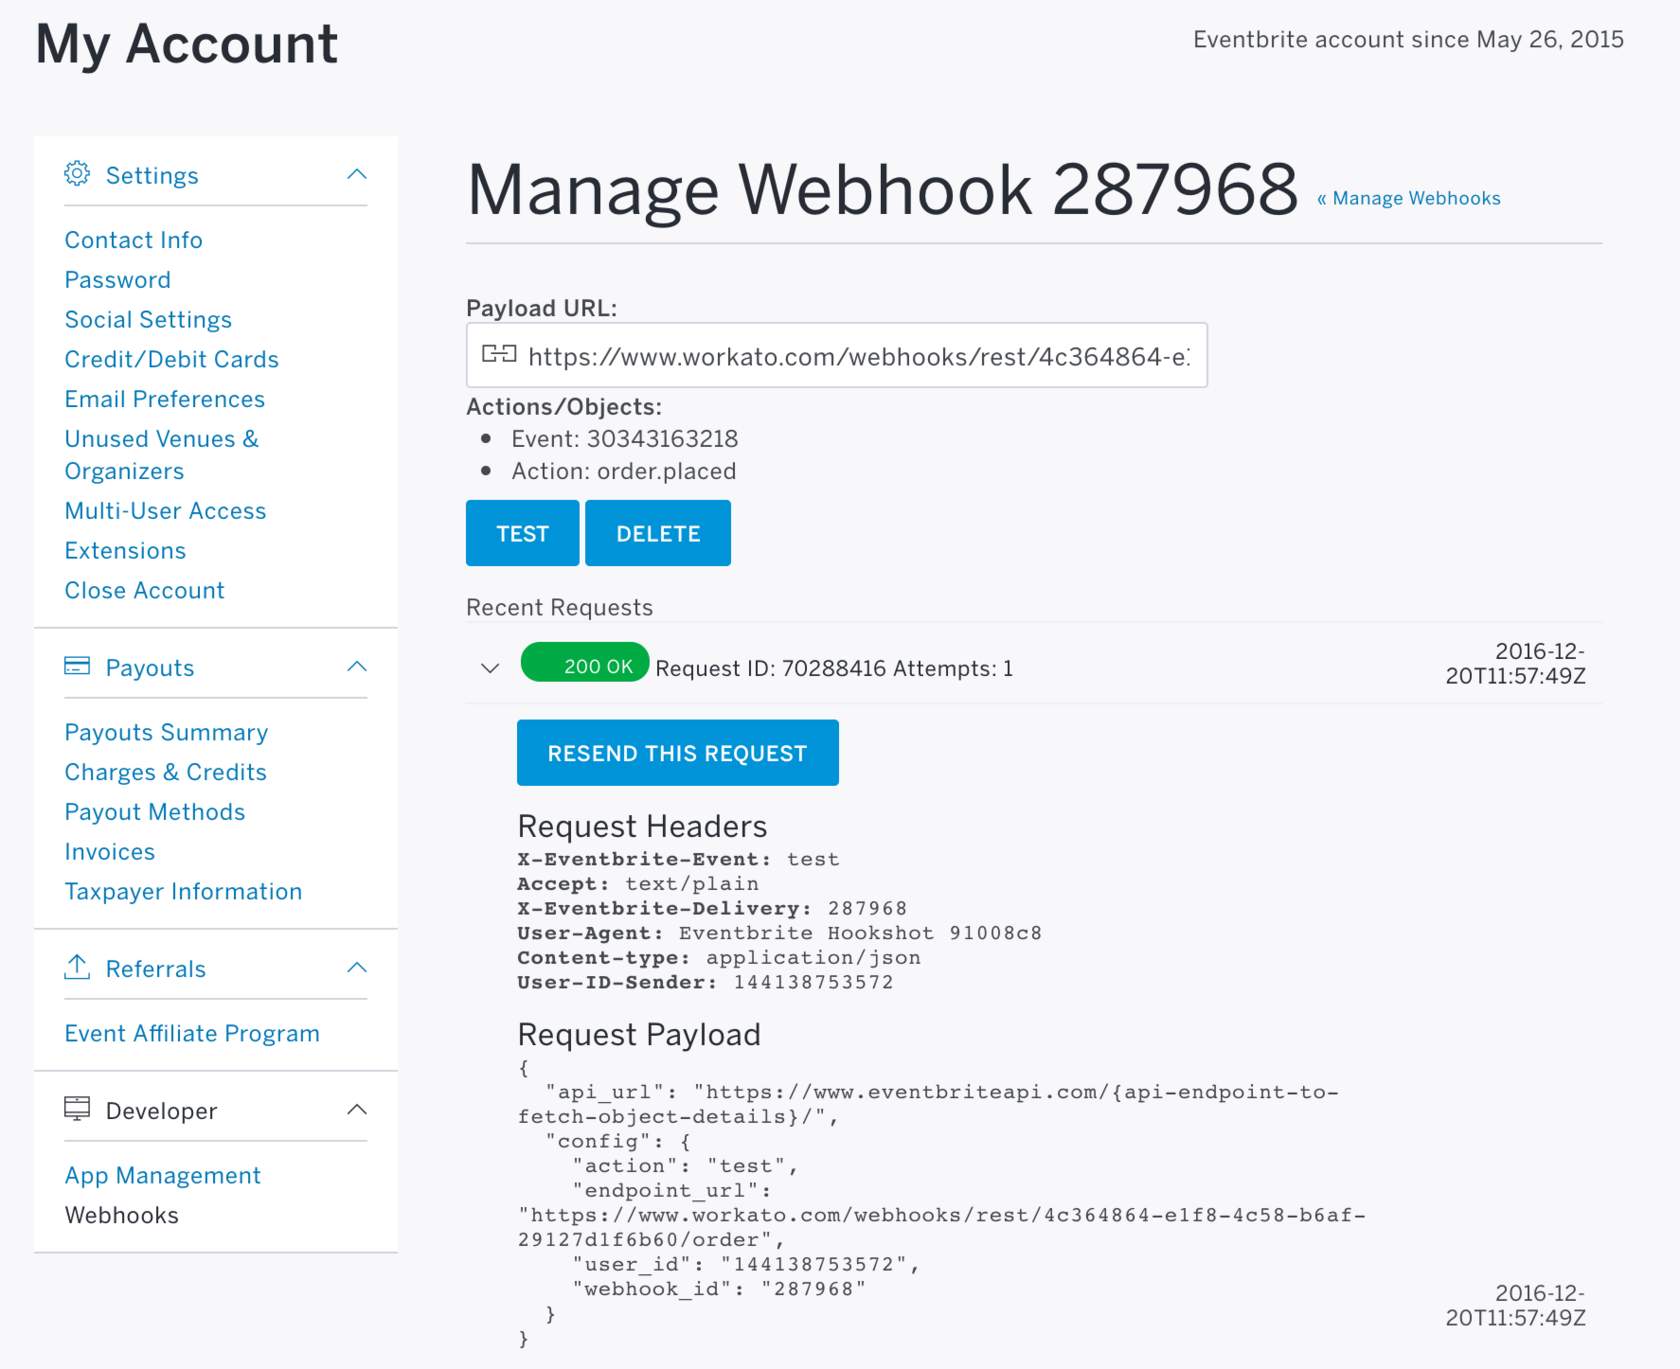 My Account
Eventbrite account since May 26, 2015
Settings
Contact Info
Password
Social Settings
Credit/Debit Cards
Email Preferences
Unused Venues &
Organizers
Multi-User Access
Extensions
Close Account
Payouts
Payouts Summary
Charges & Credits
Payout Methods
Invoices
Taxpayer Information
Referrals
Event Affiliate Program
Developer
App Management
Webhooks
Manage Webhook 287968 « Manage Webhooks
Payload URL:
https://www.workato.com/webhooks/rest/4c364864-e1
Actions/Objects:
• Event: 30343163218
• Action: order.placed
TEST DELETE
Recent Requests
200 OK Request ID: 70288416 Attempts: 1
2016-12-
20T11:57:49Z
RESEND THIS REQUEST
Request Headers
X-Eventbrite-Event: test
Accept: text/plain
X-Eventbrite-Delivery: 287968
User-Agent: Eventbrite Hookshot 91008c8
Content-type: application/json
User-ID-Sender: 144138753572
Request Payload
{
"api_url": "https://www.eventbriteapi.com/{api-endpoint-to-
fetch-object-details}/",
"config": {
"action": "test",
"endpoint_url":
"https://www.workato.com/webhooks/rest/4c364864-e1f8-4c58-b6af-
29127d1f6b60/order",
"user_id": "144138753572",
"webhook_id": "287968"
}
}
2016-12-
20T11:57:49Z